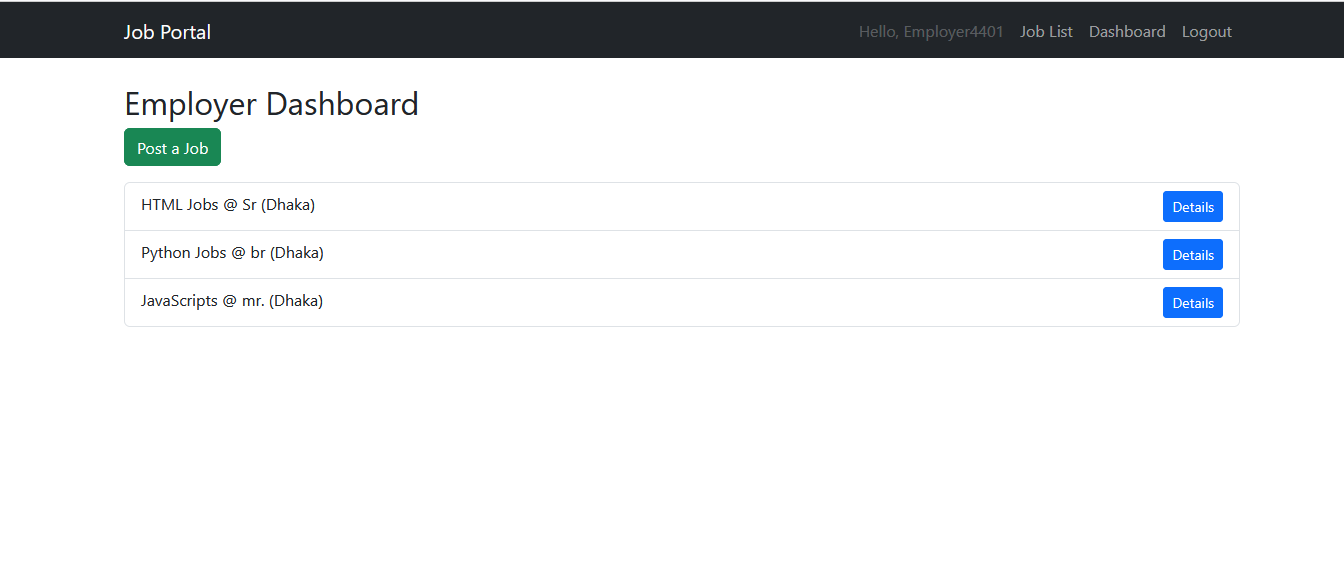 Job Portal Hello, Employer4401 Job List Dashboard Logout
Employer Dashboard
Post a Job
HTML Jobs @ Sr (Dhaka) Details
Python Jobs @ br (Dhaka) Details
JavaScripts @ mr. (Dhaka) Details